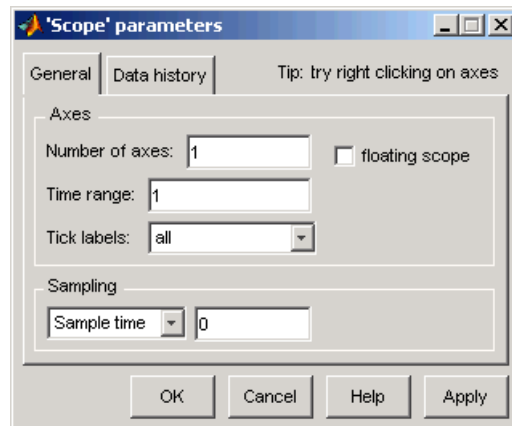 'Scope' parameters
General Data history Tip: try right clicking on axes
Axes
Number of axes: 1 floating scope
Time range: 1
Tick labels: all
Sampling
Sample time 0
OK Cancel Help Apply